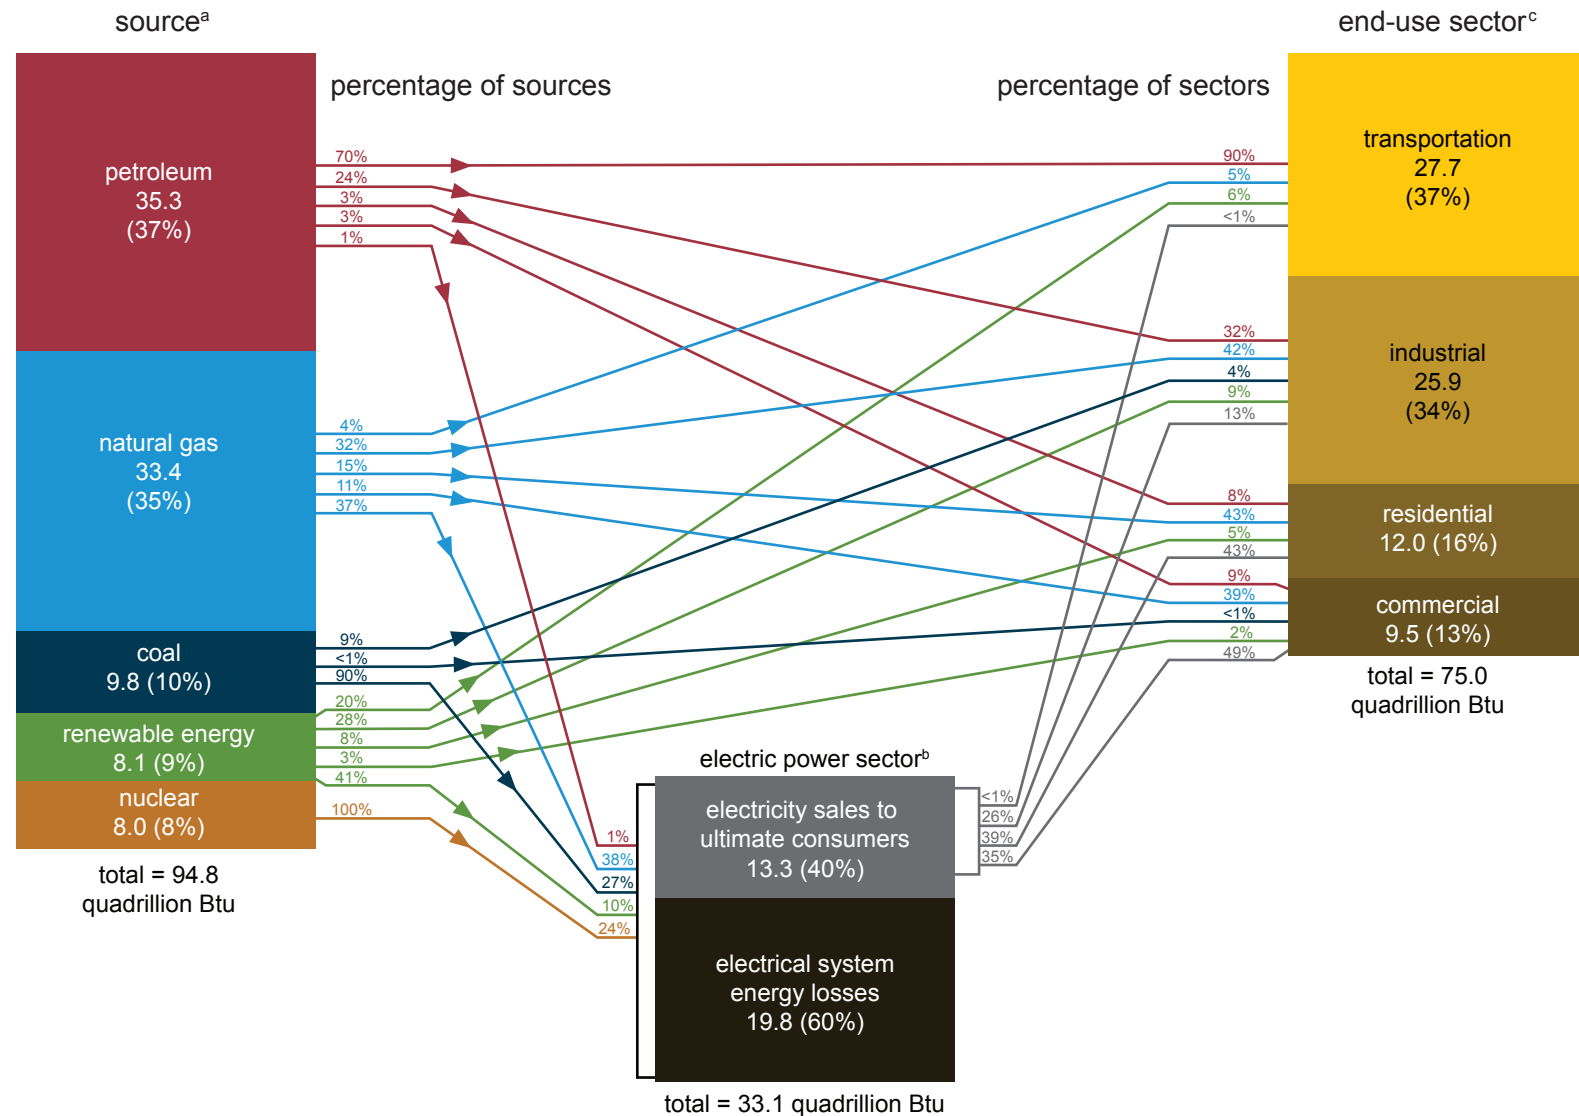 sourceᵃ
end-use sectorᶜ
percentage of sources
percentage of sectors
petroleum
35.3
(37%)
70%
24%
3%
3%
1%
natural gas
33.4
(35%)
4%
32%
15%
11%
37%
coal
9.8 (10%)
9%
<1%
90%
renewable energy
8.1 (9%)
20%
28%
8%
3%
41%
nuclear
8.0 (8%)
100%
total = 94.8
quadrillion Btu
electric power sectorᵇ
1%
38%
27%
10%
24%
electricity sales to
ultimate consumers
13.3 (40%)
electrical system
energy losses
19.8 (60%)
total = 33.1 quadrillion Btu
<1%
26%
39%
35%
90%
5%
6%
<1%
transportation
27.7
(37%)
32%
42%
4%
9%
13%
industrial
25.9
(34%)
8%
43%
5%
43%
residential
12.0 (16%)
9%
39%
<1%
2%
49%
commercial
9.5 (13%)
total = 75.0
quadrillion Btu